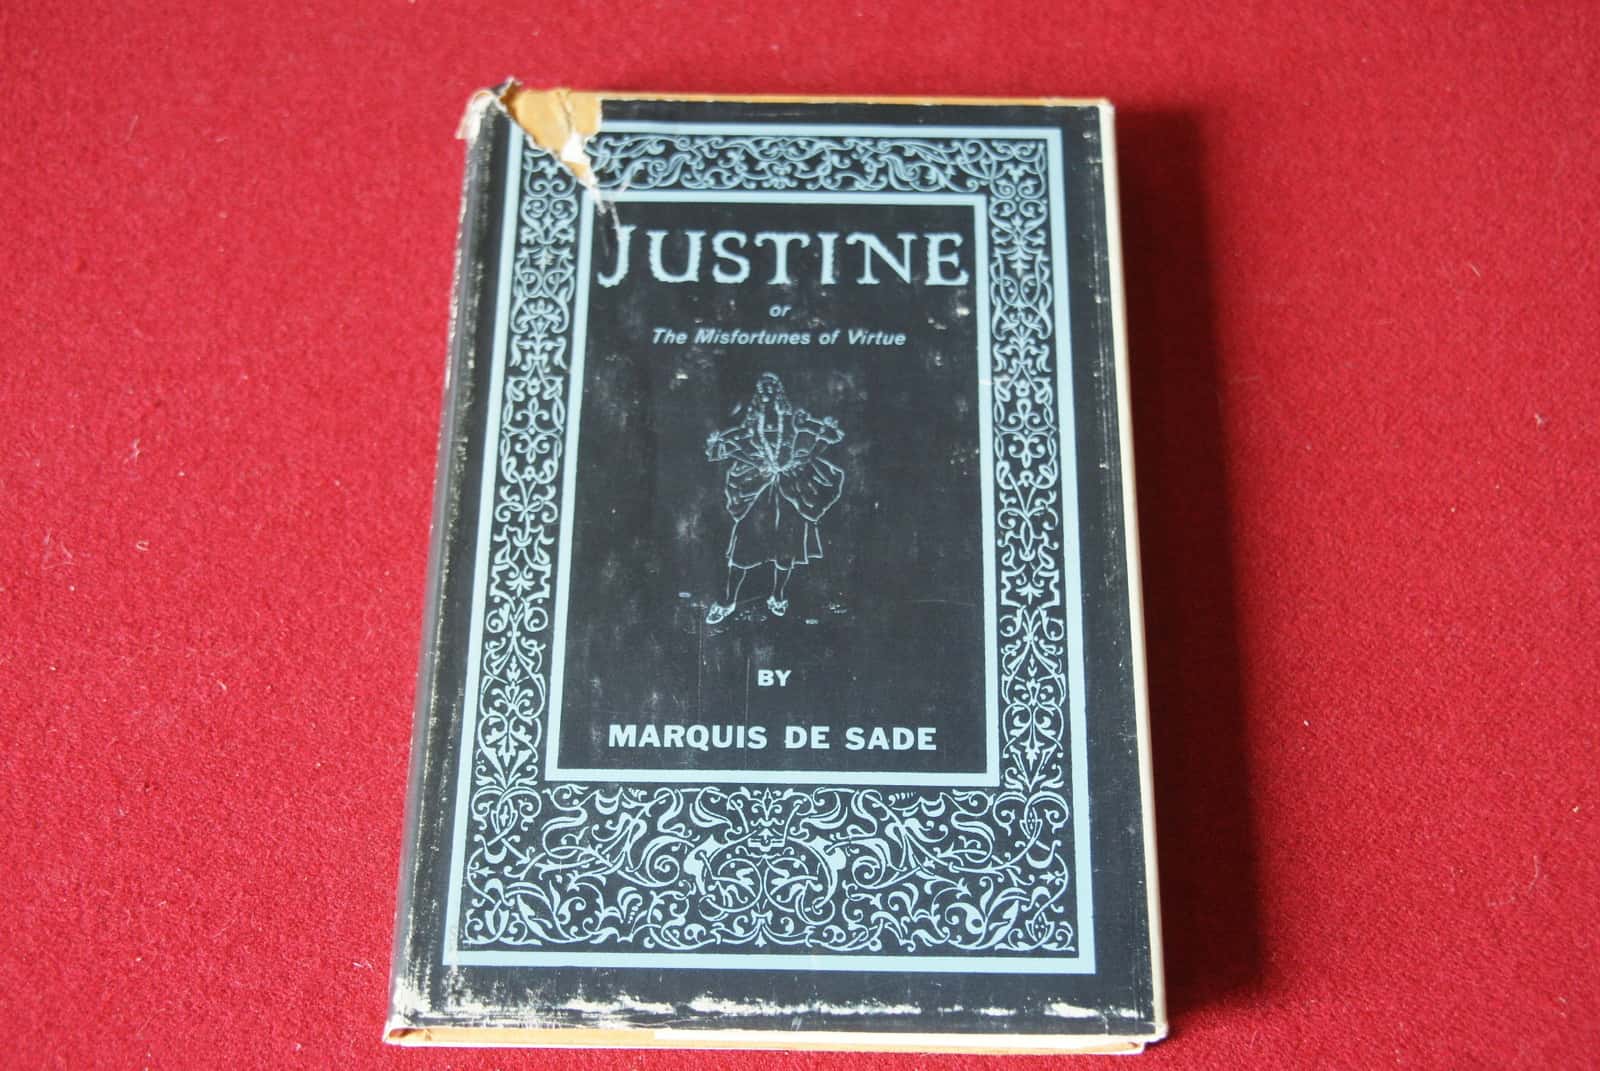 JUSTINE
or
The Misfortunes of Virtue
BY
MARQUIS DE SADE